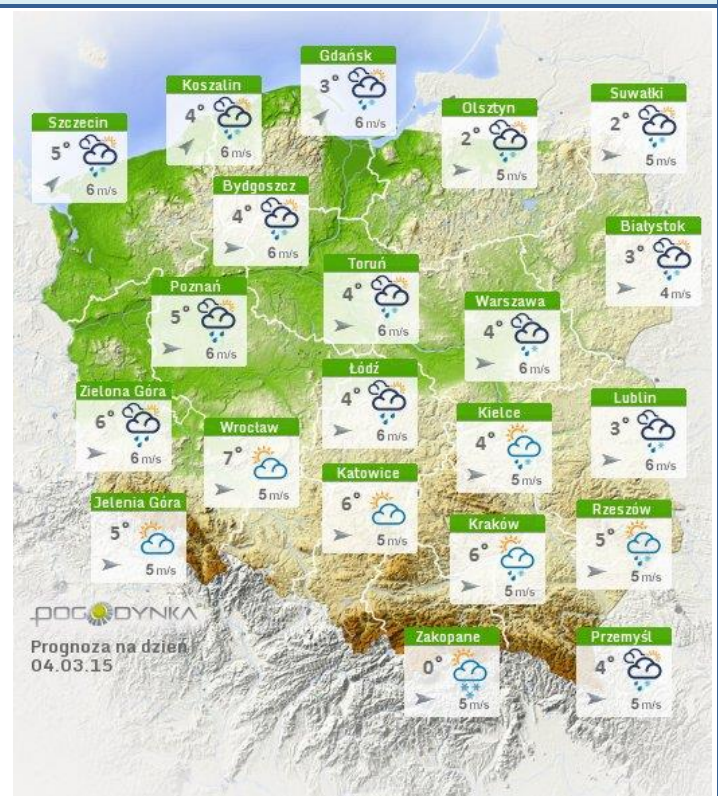 Gdańsk
3°
6 m/s
Koszalin
4°
6 m/s
Suwałki
2°
5 m/s
Olsztyn
2°
5 m/s
Szczecin
5°
6 m/s
Bydgoszcz
4°
6 m/s
Białystok
3°
4 m/s
Toruń
4°
6 m/s
Poznań
5°
6 m/s
Warszawa
4°
6 m/s
Łódź
4°
6 m/s
Zielona Góra
6°
6 m/s
Lublin
3°
6 m/s
Kielce
4°
5 m/s
Wrocław
7°
5 m/s
Katowice
6°
5 m/s
Jelenia Góra
5°
5 m/s
Rzeszów
5°
5 m/s
Kraków
6°
5 m/s
POGODYNKA
Prognoza na dzień
04.03.15
Zakopane
0°
5 m/s
Przemyśl
4°
5 m/s